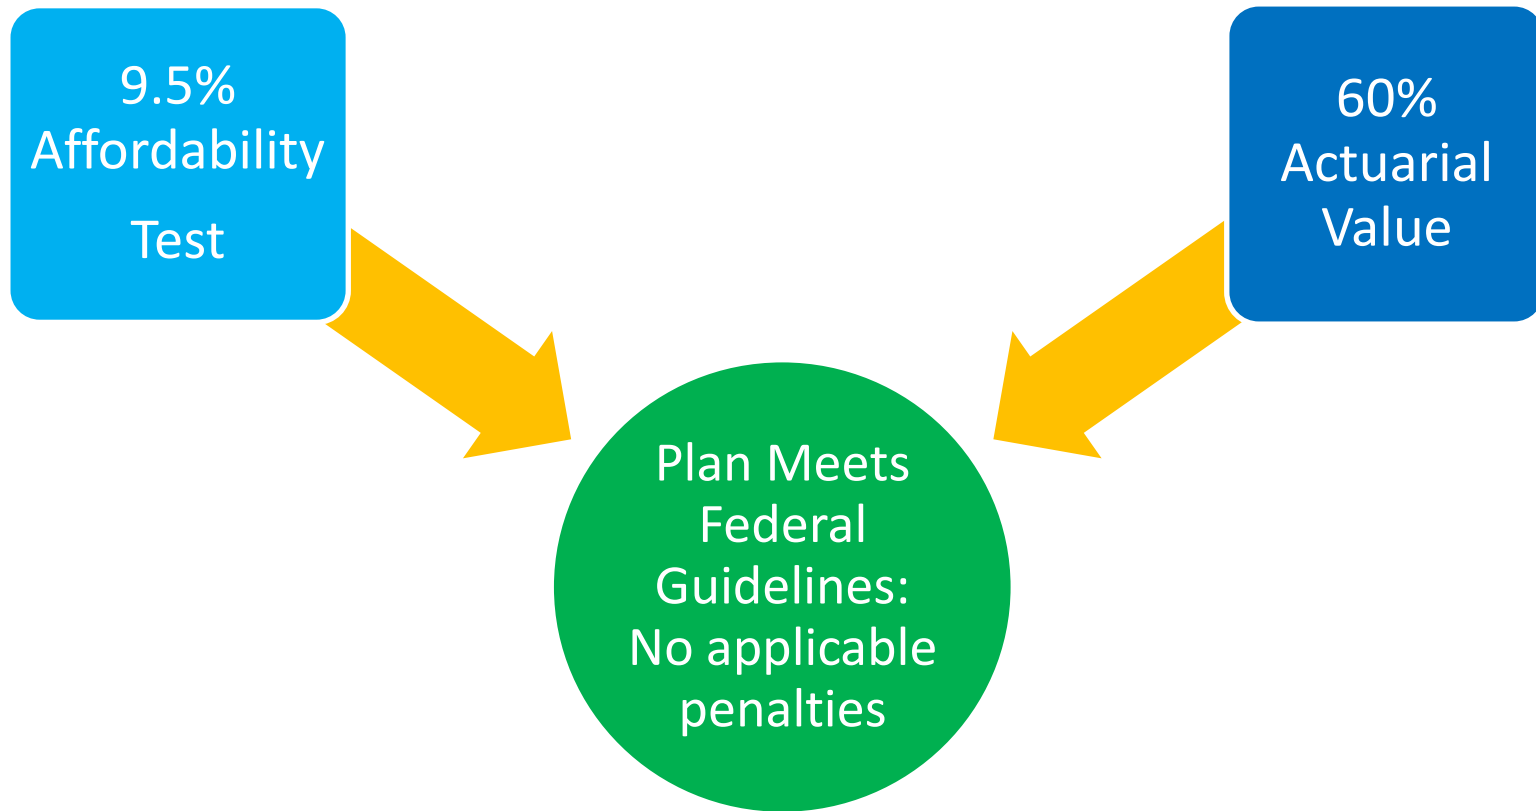 9.5%
Affordability
Test
60%
Actuarial
Value
Plan Meets
Federal
Guidelines:
No applicable
penalties